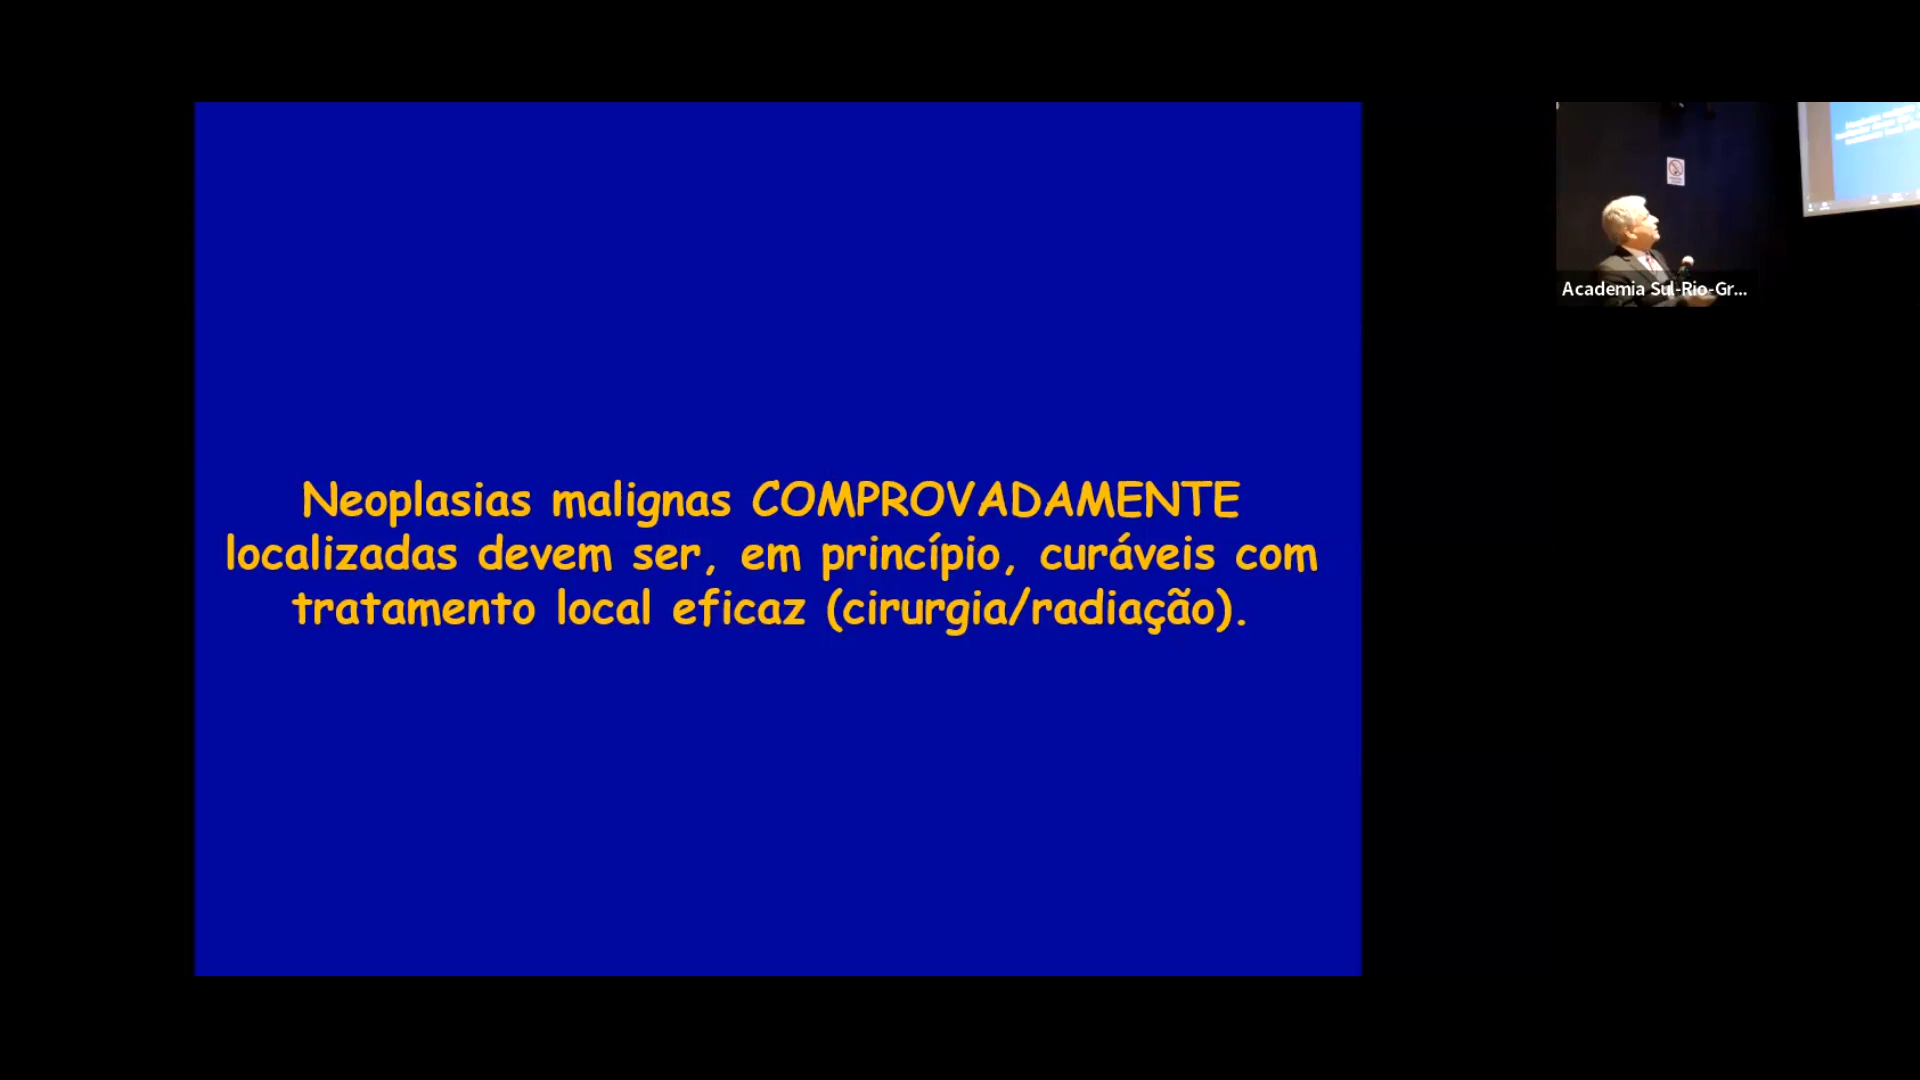 Neoplasias malignas COMPROVADAMENTE
localizadas devem ser, em princípio, curáveis com
tratamento local eficaz (cirurgia/radiação).
Academia Sul-Rio-Gr...